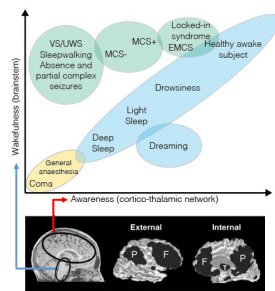 Wakefulness (brainstem)
VS/UWS
Sleepwalking
Absence and
partial complex
seizures
MCS-
MCS+
Locked-in
syndrome
EMCS
Healthy awake
subject
Drowsiness
Light
Sleep
Deep
Sleep
Dreaming
General
anaesthesia
Coma
Awareness (cortico-thalamic network)
External
Internal
P
F
F
P
T